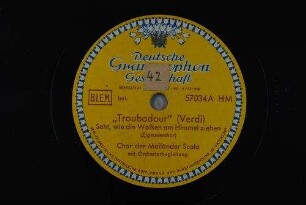 Deutsche
Grammophon
Gesellschaft
42
BIEM
57034 A HM
„Troubadour" (Verdi)
„Seht, wie die Wolken am Himmel ziehen"
(Zigeunerchor)
Chor der Mailänder Scala
mit Orchesterbegleitung